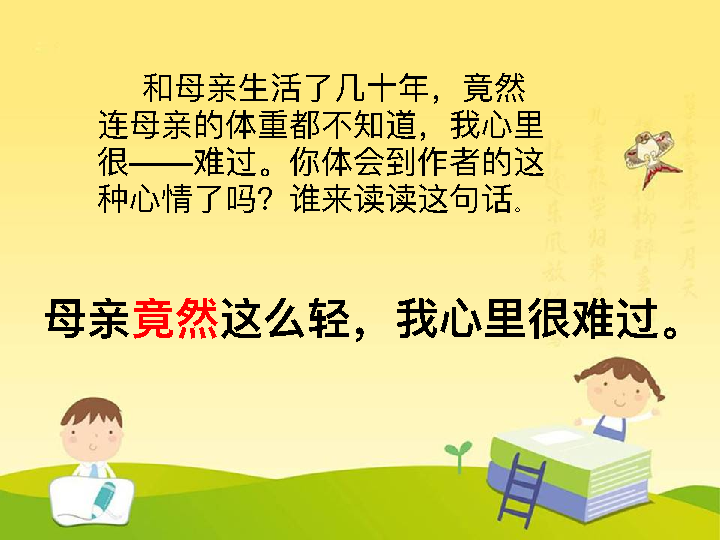 和母亲生活了几十年，竟然
连母亲的体重都不知道，我心里
很——难过。你体会到作者的这
种心情了吗？谁来读读这句话。
母亲竟然这么轻，我心里很难过。